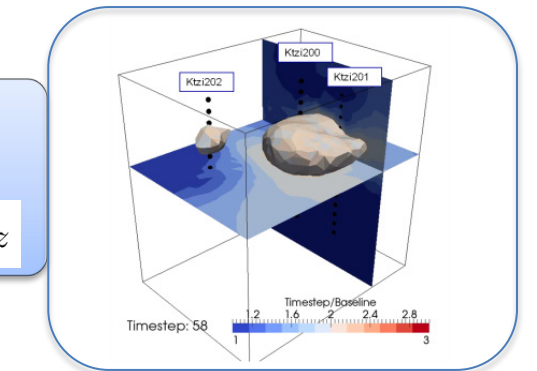 Ktzi200
Ktzi202
Ktzi201
z
Timestep/Baseline
1.2 1.6 2 2.4 2.8
1 3
Timestep: 58